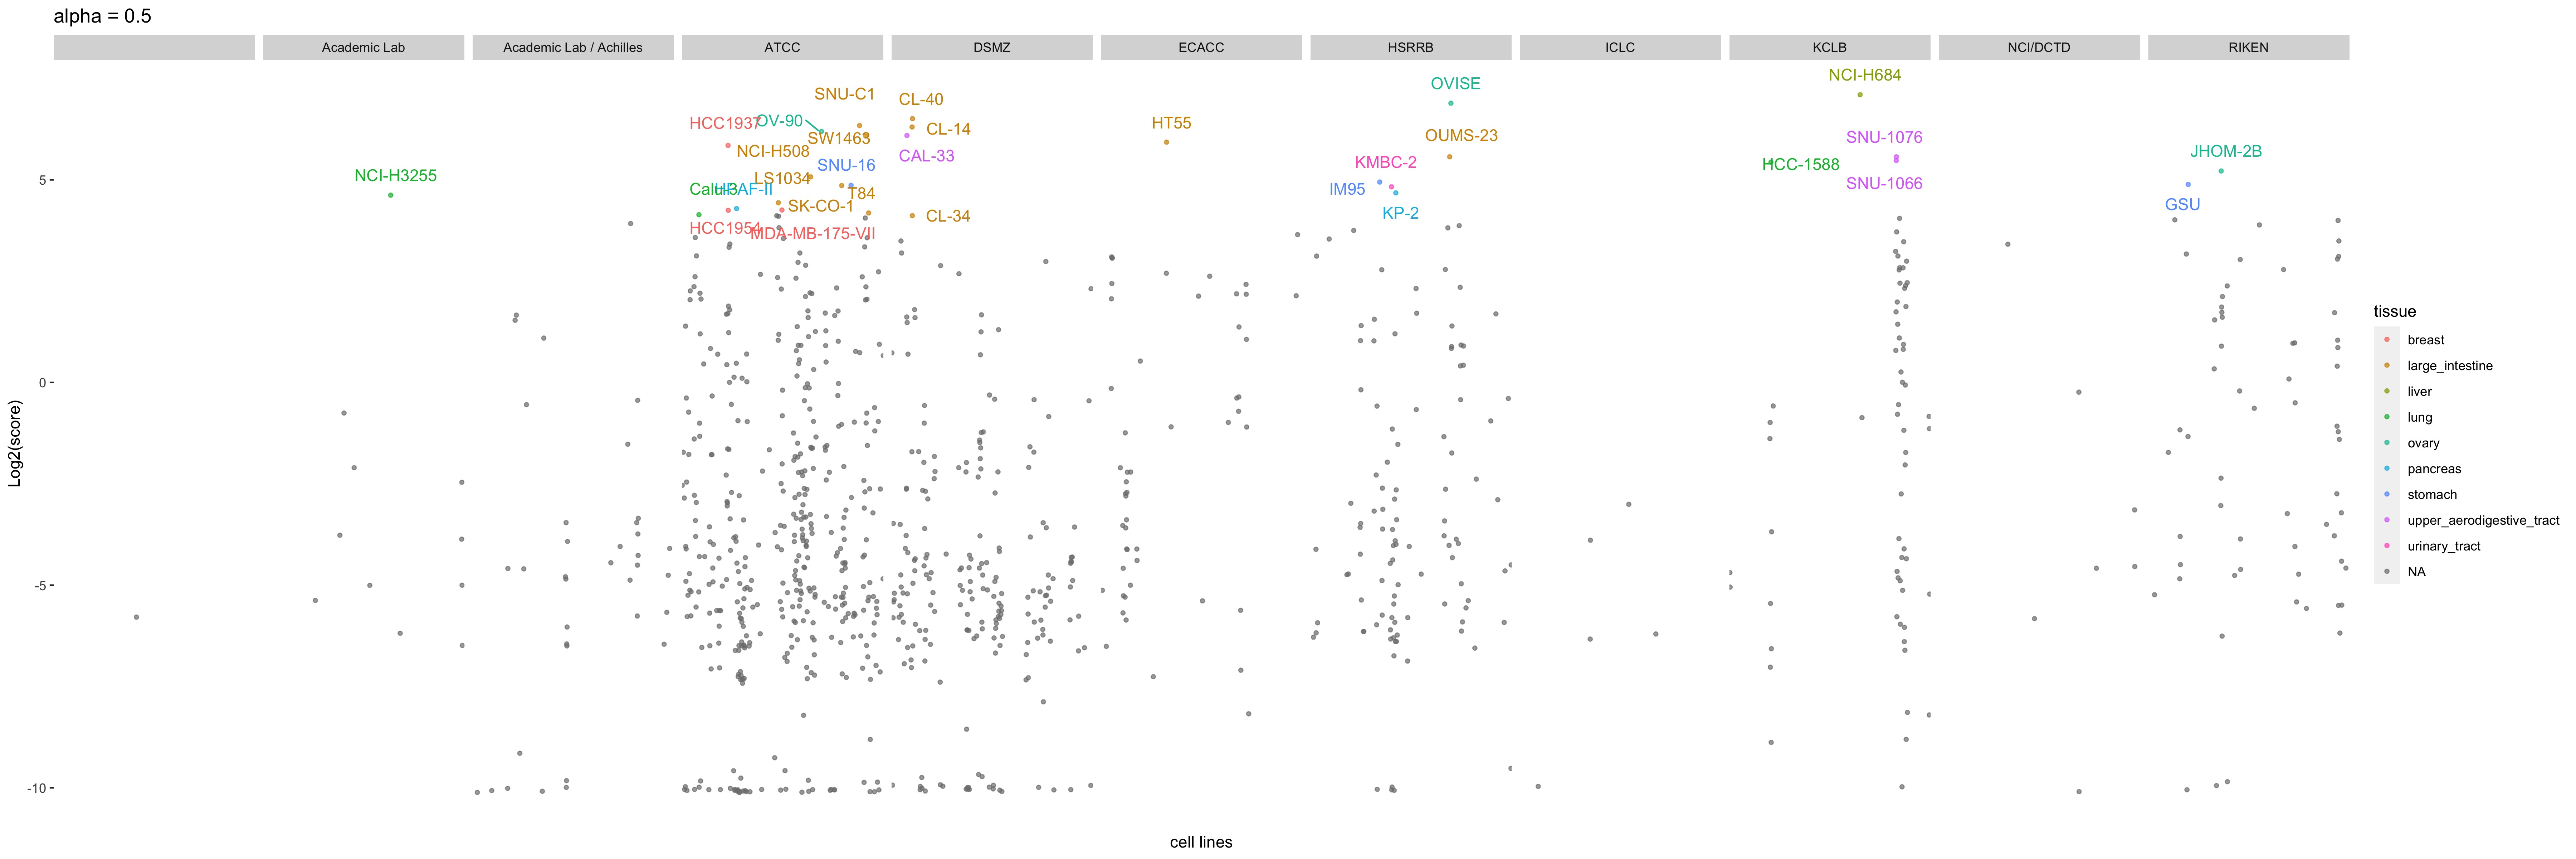 alpha = 0.5
Academic Lab
Academic Lab / Achilles
ATCC
DSMZ
ECACC
HSRRB
ICLC
KCLB
NCI/DCTD
RIKEN
NCI-H684
OVISE
SNU-C1
CL-40
HCC1937
OV-90
CL-14
HT55
OUMS-23
SW1463
SNU-1076
NCI-H508
CAL-33
JHOM-2B
KMBC-2
SNU-16
HCC-1588
NCI-H3255
LS1034
SNU-1066
Calu-3
HPAF-II
T84
IM95
SK-CO-1
GSU
KP-2
CL-34
HCC1954
MDA-MB-175-VII
5
0
-5
-10
Log2(score)
cell lines
tissue
breast
large_intestine
liver
lung
ovary
pancreas
stomach
upper_aerodigestive_tract
urinary_tract
NA